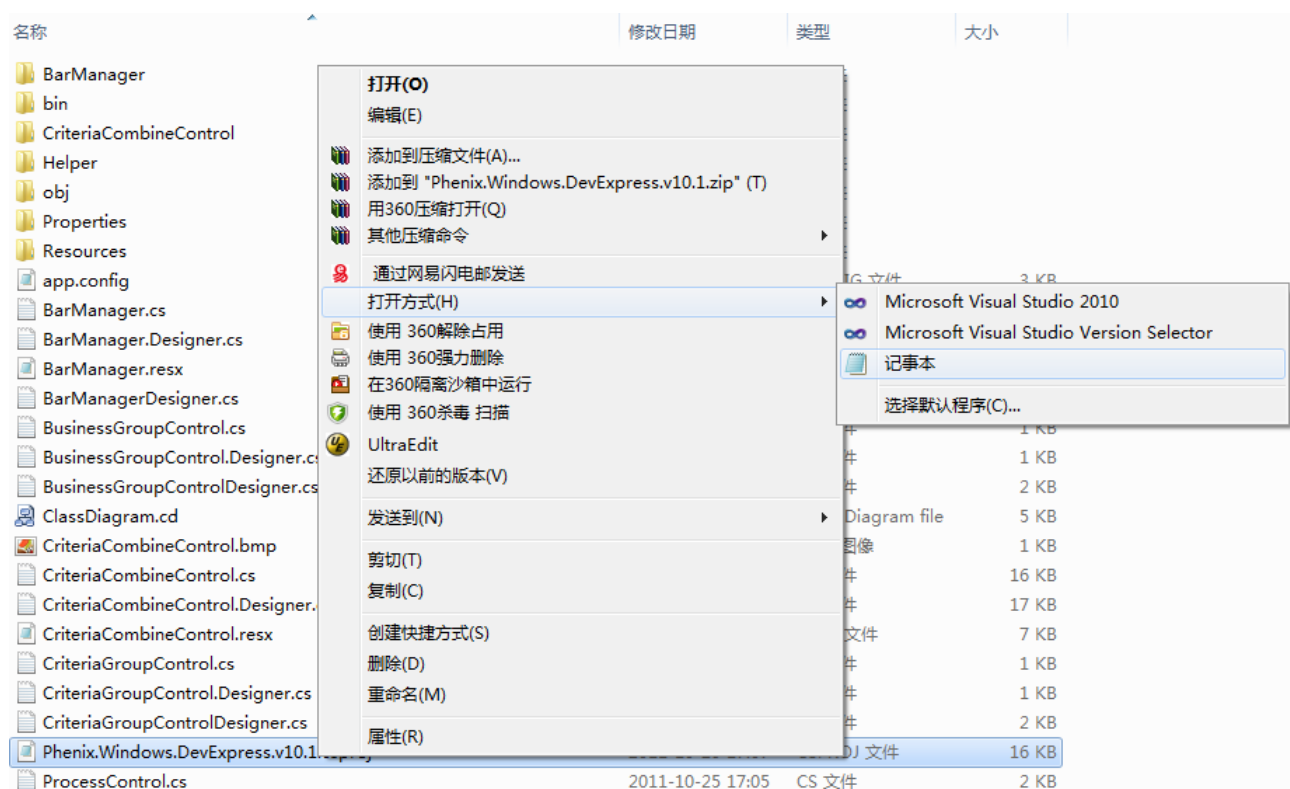 名称 修改日期 类型 大小
BarManager
bin
CriteriaCombineControl
Helper
obj
Properties
Resources
app.config 3 KB
BarManager.cs
BarManager.Designer.cs
BarManager.resx
BarManagerDesigner.cs
BusinessGroupControl.cs 1 KB
BusinessGroupControl.Designer.cs 件 1 KB
BusinessGroupControlDesigner.cs 件 2 KB
ClassDiagram.cd Diagram file 5 KB
CriteriaCombineControl.bmp 图像 1 KB
CriteriaCombineControl.cs 件 16 KB
CriteriaCombineControl.Designer. 件 17 KB
CriteriaCombineControl.resx 文件 7 KB
CriteriaGroupControl.cs 件 1 KB
CriteriaGroupControl.Designer.cs 件 1 KB
CriteriaGroupControlDesigner.cs 件 2 KB
Phenix.Windows.DevExpress.v10.1 文件 16 KB
ProcessControl.cs 2011-10-25 17:05 CS 文件 2 KB
打开(O)
编辑(E)
添加到压缩文件(A)...
添加到 "Phenix.Windows.DevExpress.v10.1.zip" (T)
用360压缩打开(Q)
其他压缩命令
通过网易闪电邮发送
打开方式(H)
使用 360解除占用
使用 360强力删除
在360隔离沙箱中运行
使用 360杀毒 扫描
UltraEdit
还原以前的版本(V)
发送到(N)
剪切(T)
复制(C)
创建快捷方式(S)
删除(D)
重命名(M)
属性(R)
Microsoft Visual Studio 2010
Microsoft Visual Studio Version Selector
记事本
选择默认程序(C)...